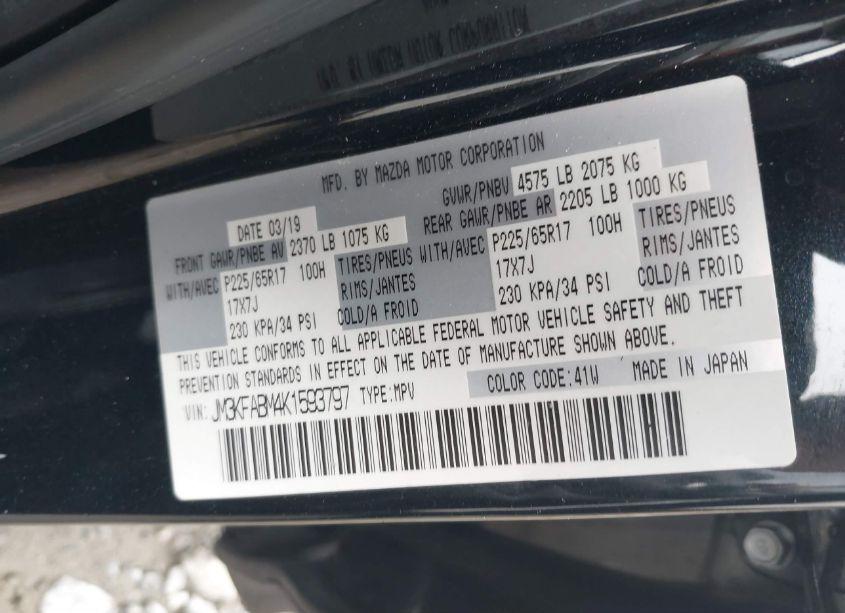 MFD. BY MAZDA MOTOR CORPORATION
DATE 03/19 GVWR/PNBV 4575 LB 2075 KG
FRONT GAWR/PNBE AV 2370 LB 1075 KG REAR GAWR/PNBE AR 2205 LB 1000 KG
WITH/AVEC P225/65R17 100H TIRES/PNEUS WITH/AVEC P225/65R17 100H TIRES/PNEUS
17X7J RIMS/JANTES 17X7J RIMS/JANTES
230 KPA/34 PSI COLD/A FROID 230 KPA/34 PSI COLD/A FROID
THIS VEHICLE CONFORMS TO ALL APPLICABLE FEDERAL MOTOR VEHICLE SAFETY AND THEFT
PREVENTION STANDARDS IN EFFECT ON THE DATE OF MANUFACTURE SHOWN ABOVE.
VIN: JM3KFABM4K1593797 TYPE:MPV COLOR CODE:41W MADE IN JAPAN